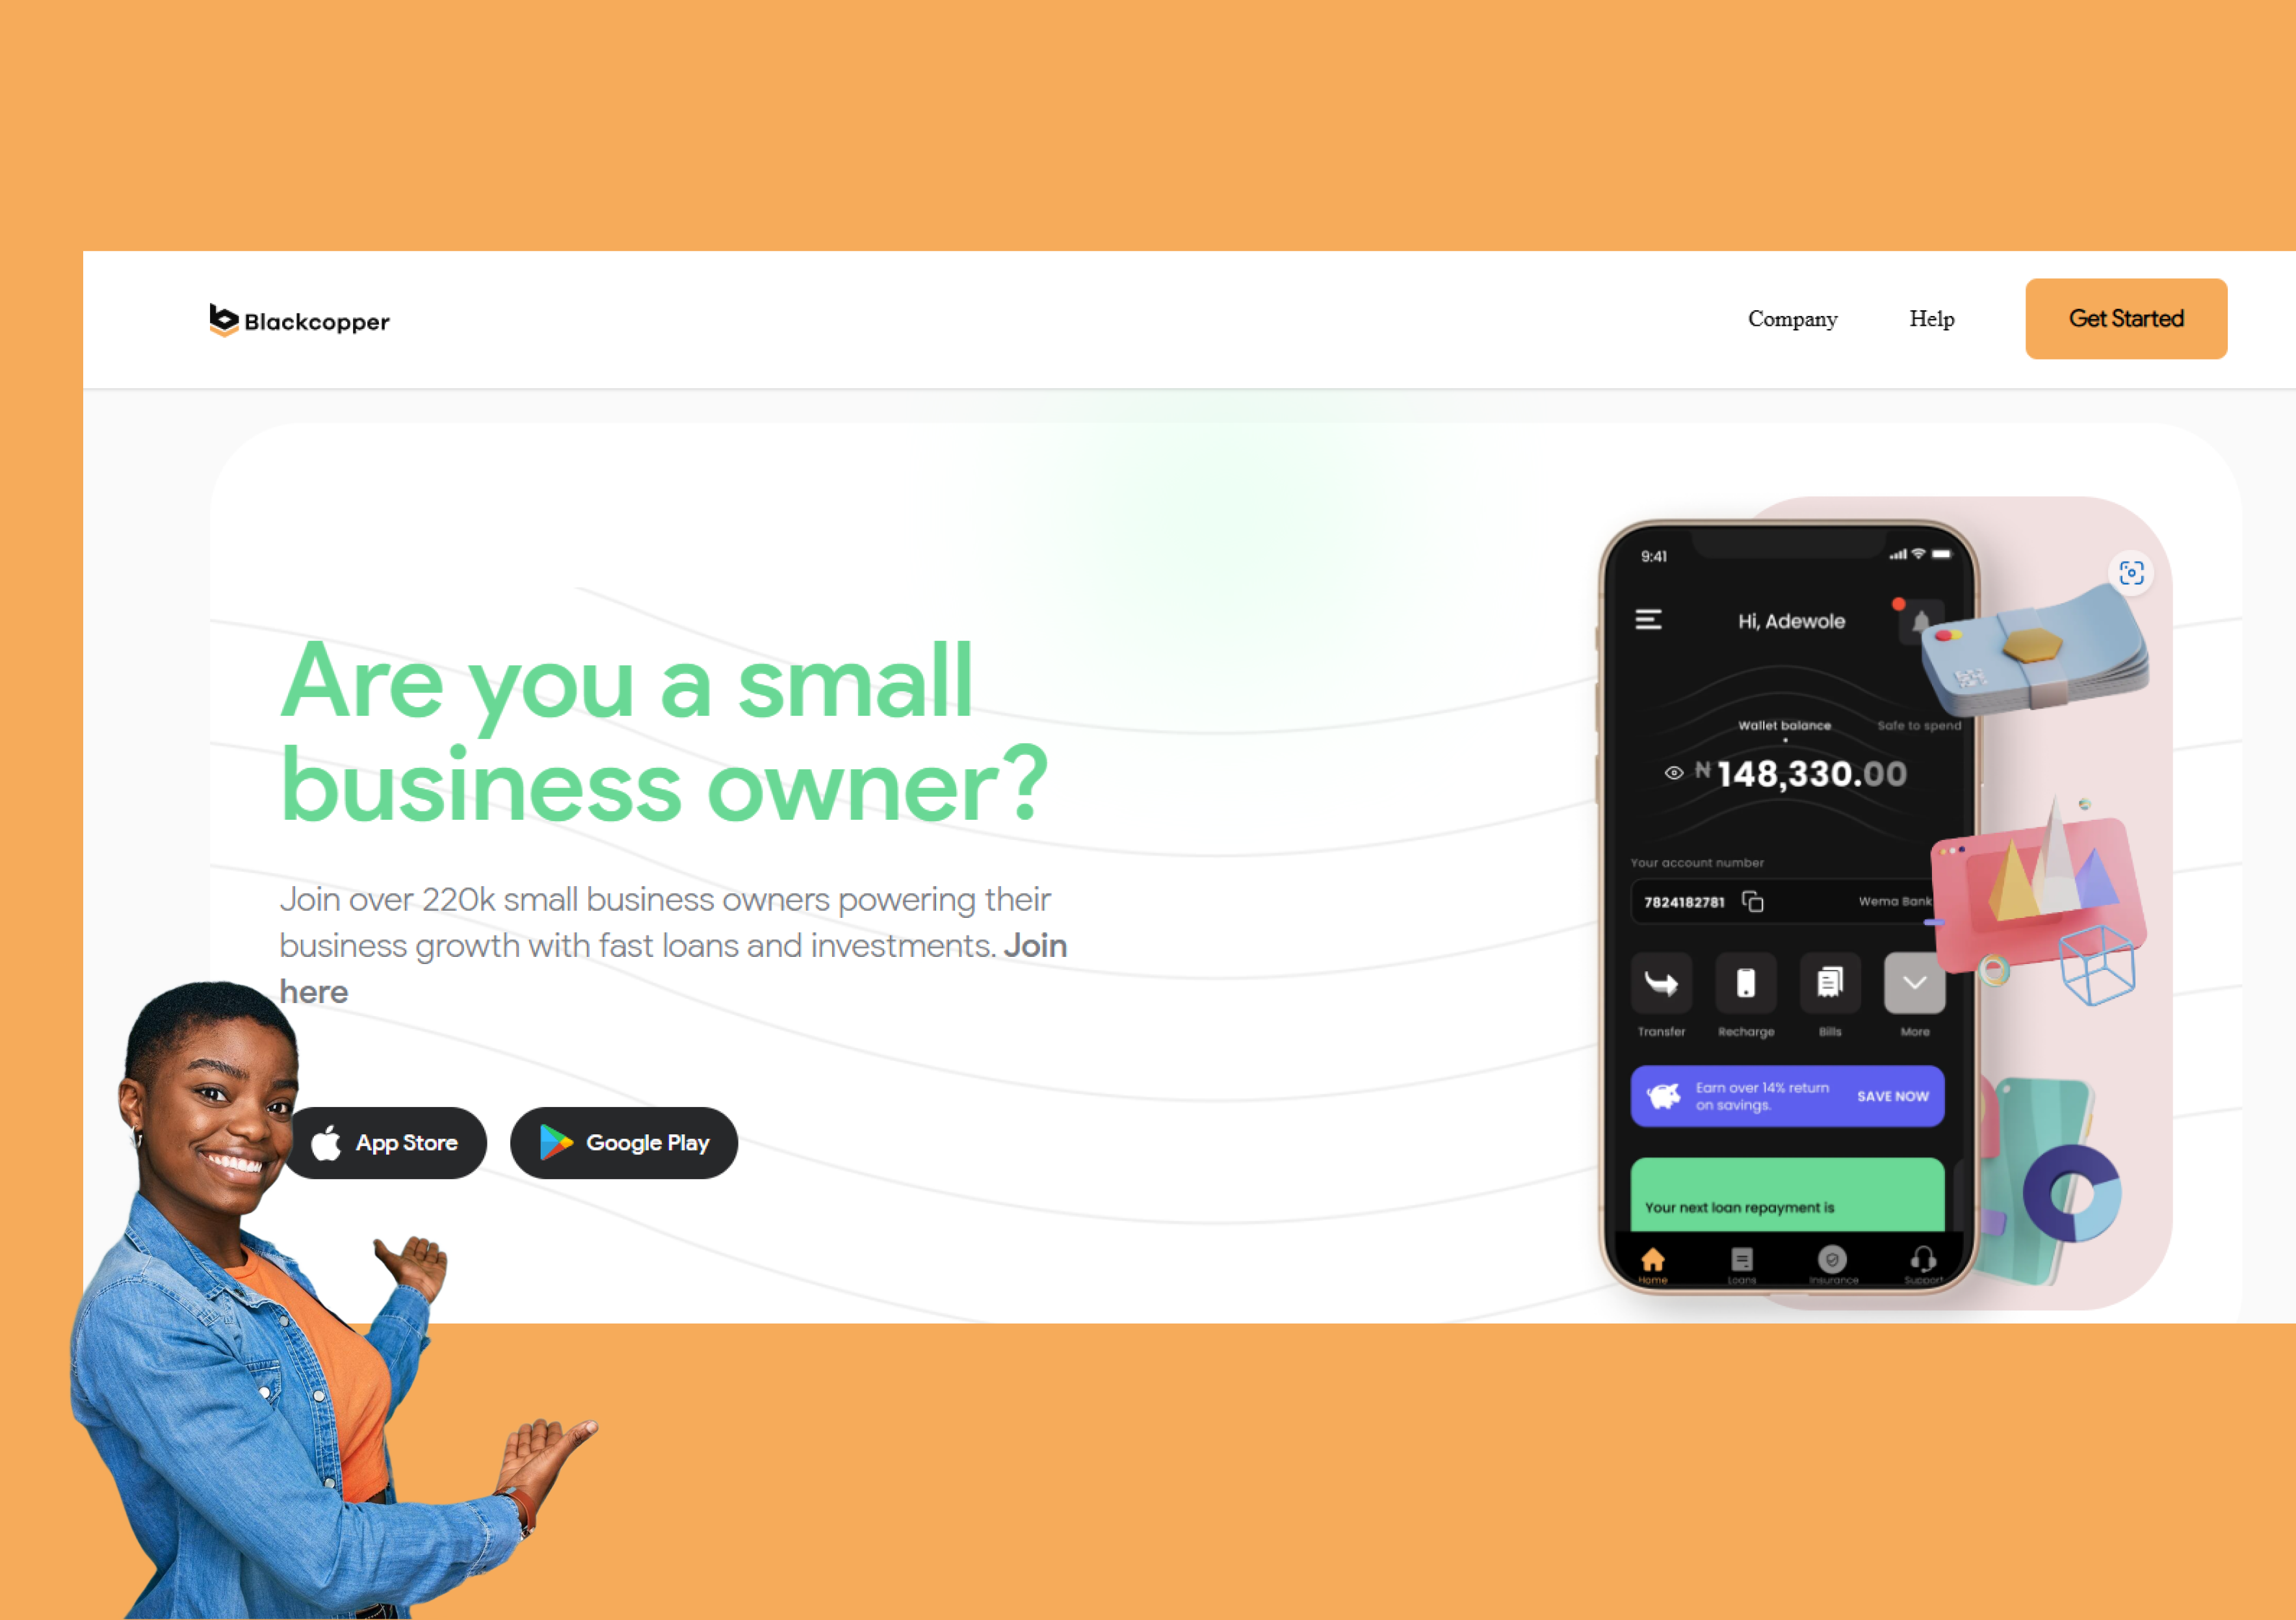 Blackcopper
Company
Help
Get Started
Are you a small
business owner?
Join over 220k small business owners powering their
business growth with fast loans and investments. Join
here
App Store
Google Play
9:41
Hi, Adewole
Wallet balance
Safe to spend
₦148,330.00
Your account number
7824182781
Wema Bank
Transfer
Recharge
Bills
More
Earn over 14% return
on savings.
SAVE NOW
Your next loan repayment is
Home
Loans
Insurance
Support